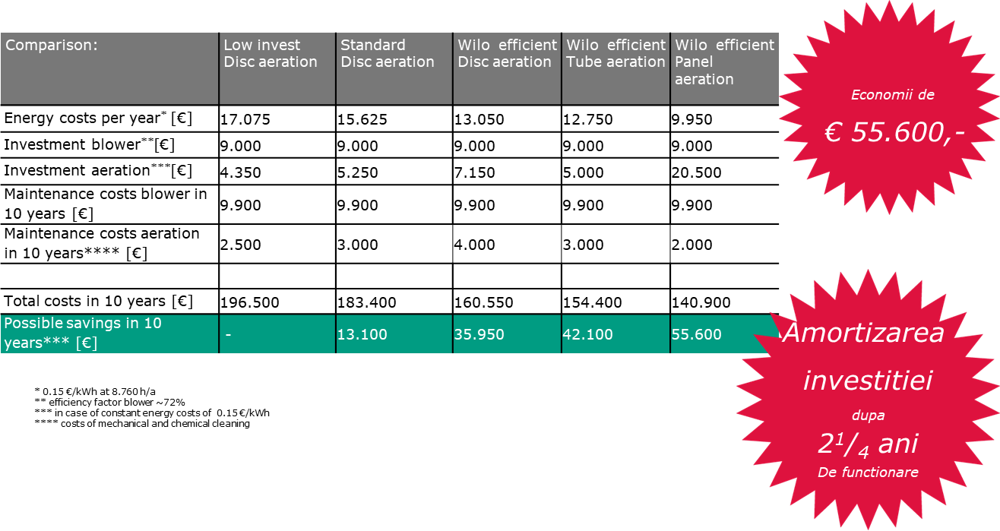 Comparison:
Low invest
Disc aeration
Standard
Disc aeration
Wilo efficient
Disc aeration
Wilo efficient
Tube aeration
Wilo efficient
Panel
aeration
Energy costs per year* [€] 17.075 15.625 13.050 12.750 9.950
Investment blower**[€] 9.000 9.000 9.000 9.000 9.000
Investment aeration***[€] 4.350 5.250 7.150 5.000 20.500
Maintenance costs blower in
10 years [€] 9.900 9.900 9.900 9.900 9.900
Maintenance costs aeration
in 10 years**** [€] 2.500 3.000 4.000 3.000 2.000
Total costs in 10 years [€] 196.500 183.400 160.550 154.400 140.900
Possible savings in 10
years*** [€] - 13.100 35.950 42.100 55.600
* 0.15 €/kWh at 8.760 h/a
** efficiency factor blower ~72%
*** in case of constant energy costs of 0.15 €/kWh
**** costs of mechanical and chemical cleaning
Economii de
€ 55.600,-
Amortizarea
investitiei
dupa
2¹/₄ ani
De functionare